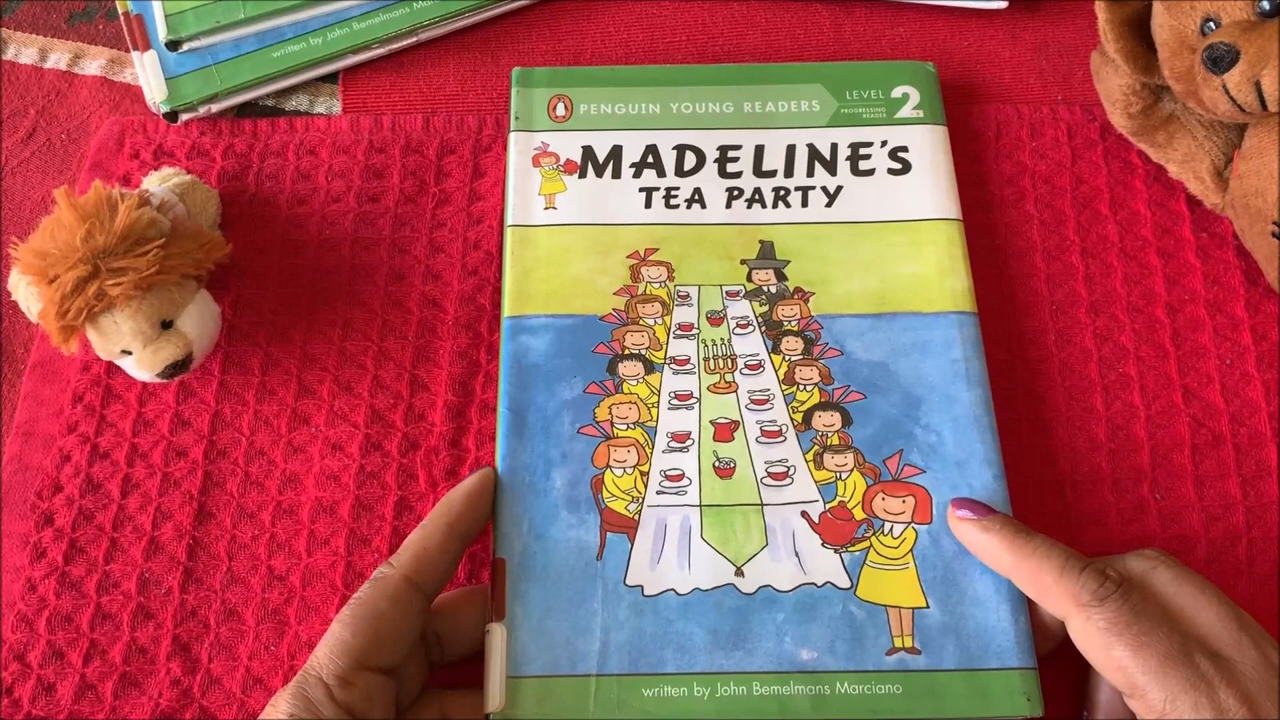 written by John Bemelmans Marci
PENGUIN YOUNG READERS
LEVEL 2
PROGRESSING
READER
MADELINE'S
TEA PARTY
written by John Bemelmans Marciano